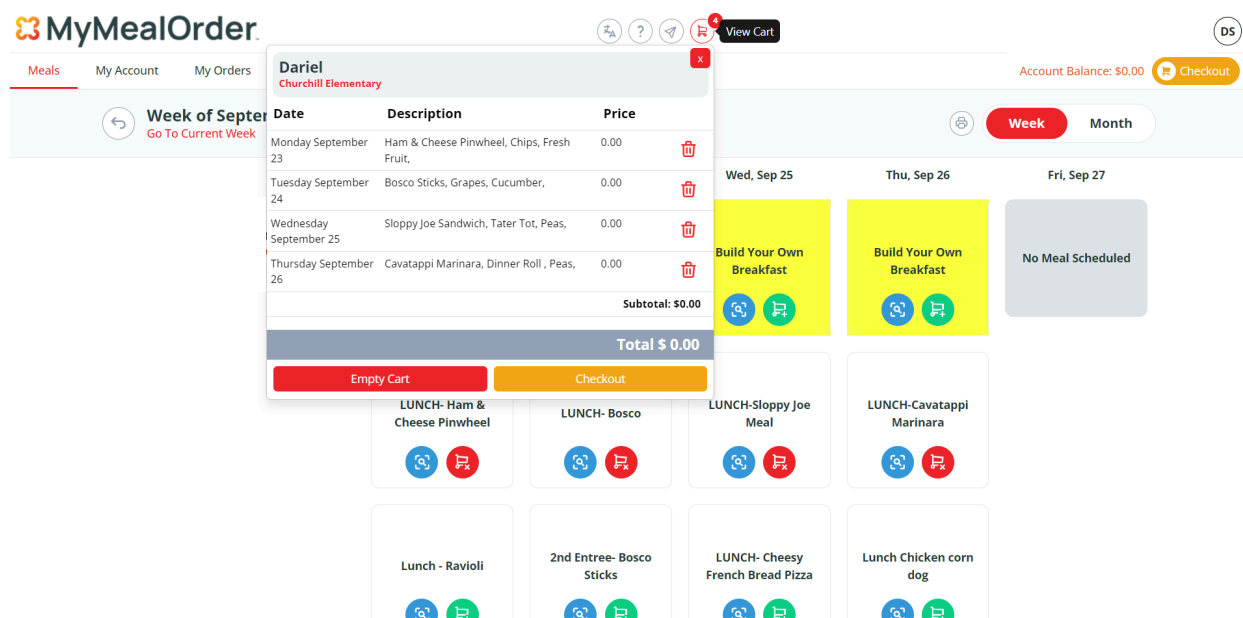 MyMealOrder
4
View Cart
DS
Meals
My Account
My Orders
Account Balance: $0.00
Checkout
Dariel
x
Churchill Elementary
Week of
Go To Current Week
Week
Month
Date Description Price
Monday September
23
Ham & Cheese Pinwheel, Chips, Fresh
Fruit,
0.00
Tuesday September
24
Bosco Sticks, Grapes, Cucumber,
0.00
Wednesday
September 25
Sloppy Joe Sandwich, Tater Tot, Peas,
0.00
Thursday September
26
Cavatappi Marinara, Dinner Roll , Peas,
0.00
Subtotal: $0.00
Total $ 0.00
Empty Cart
Checkout
Wed, Sep 25
Thu, Sep 26
Fri, Sep 27
Build Your Own
Breakfast
Build Your Own
Breakfast
No Meal Scheduled
LUNCH- Ham &
Cheese Pinwheel
LUNCH- Bosco
LUNCH-Sloppy Joe
Meal
LUNCH-Cavatappi
Marinara
Lunch - Ravioli
2nd Entree- Bosco
Sticks
LUNCH- Cheesy
French Bread Pizza
Lunch Chicken corn
dog